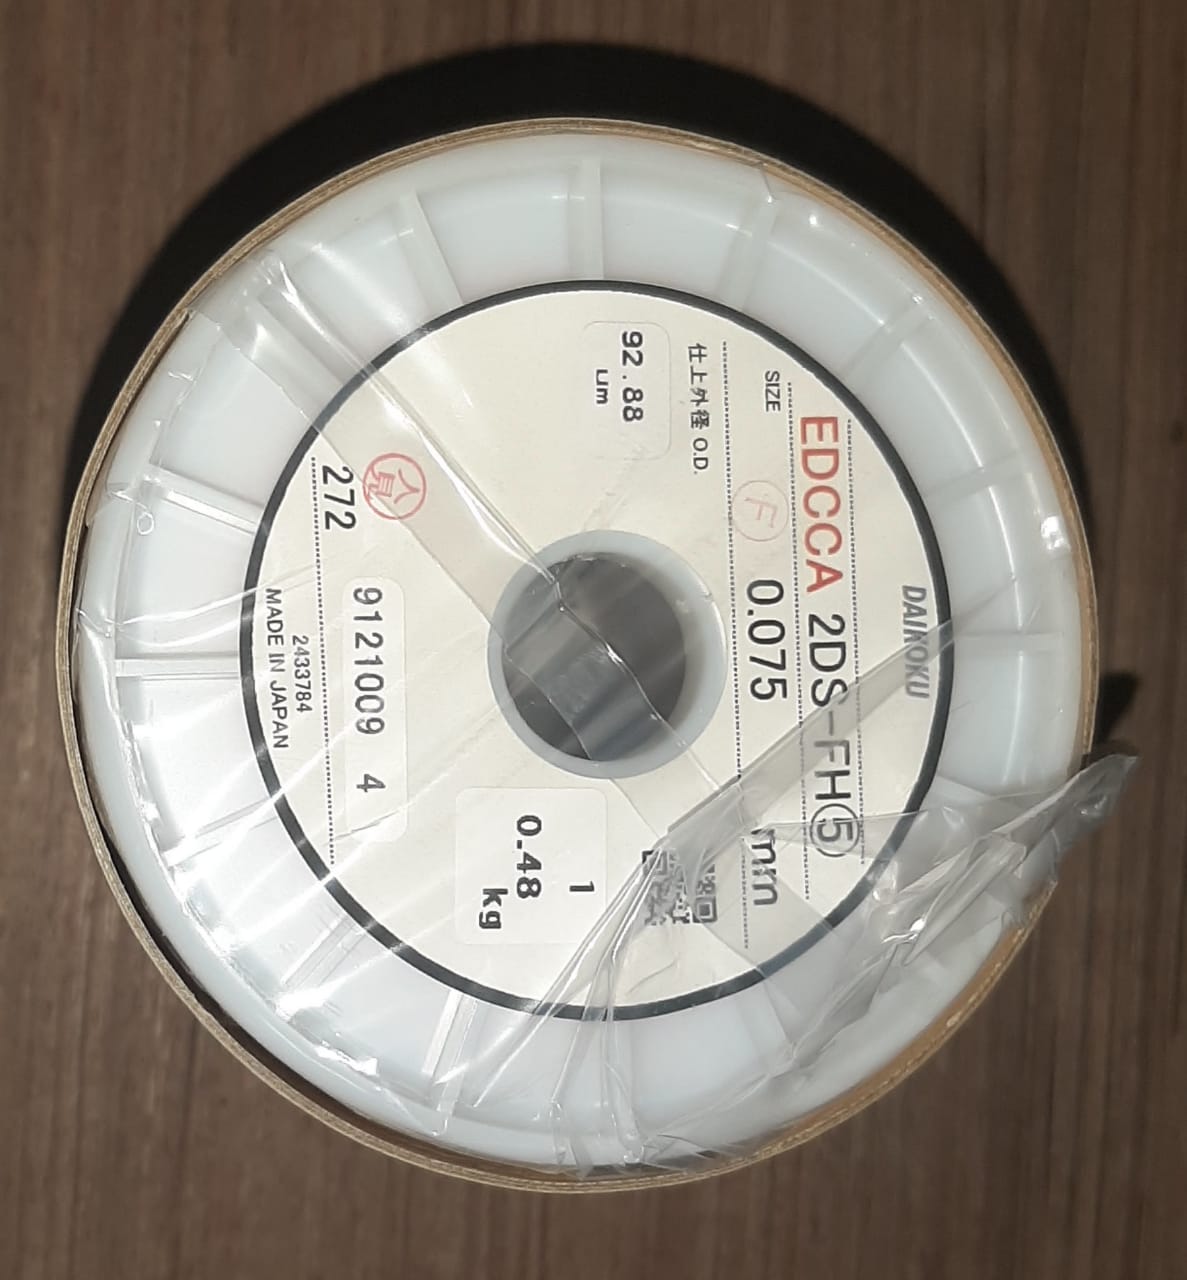 DAIKOKU
EDCCA 2DS-FH⑤
SIZE F 0.075 mm
仕上外径 O.D.
92.88
um
1
0.48
kg
9121009 4
272
2433784
MADE IN JAPAN